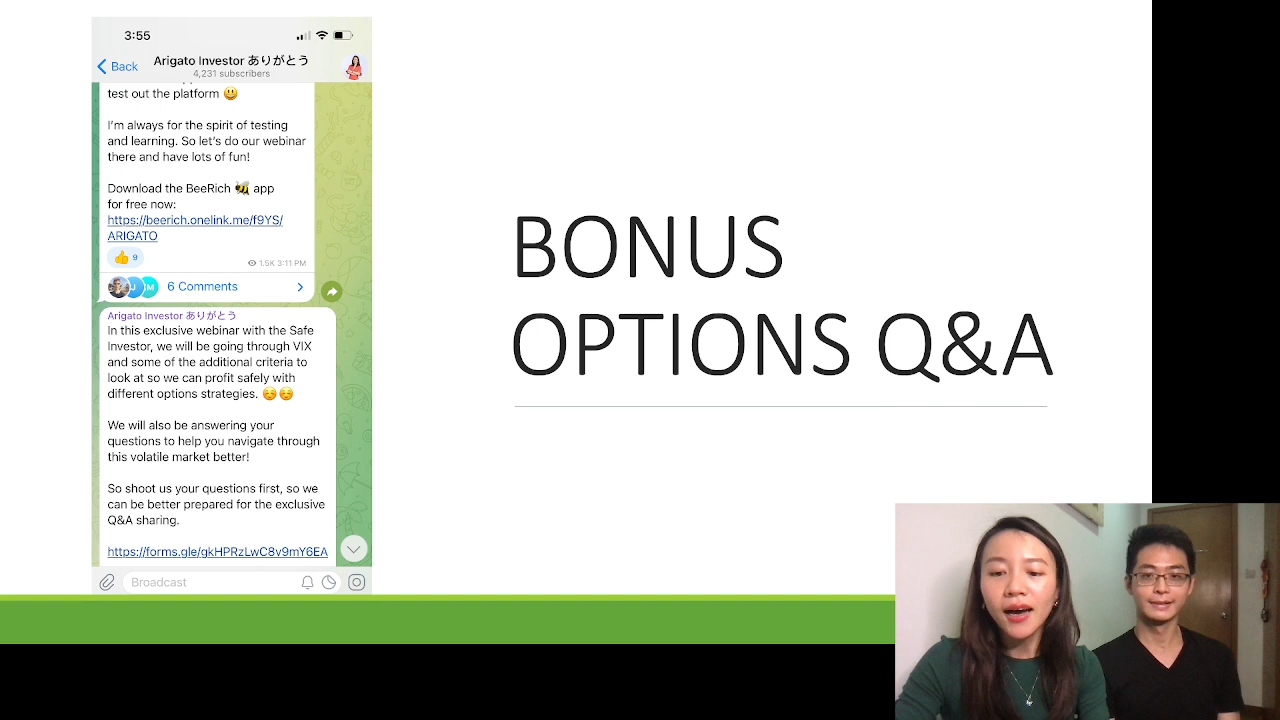 3:55
Back
Arigato Investor ありがとう
4,231 subscribers
test out the platform 😃
I'm always for the spirit of testing
and learning. So let's do our webinar
there and have lots of fun!
Download the BeeRich 🐝 app
for free now:
https://beerich.onelink.me/f9YS/
ARIGATO
👍 9
1.5K 3:11 PM
6 Comments
Arigato Investor ありがとう
In this exclusive webinar with the Safe
Investor, we will be going through VIX
and some of the additional criteria to
look at so we can profit safely with
different options strategies. ☺️☺️
We will also be answering your
questions to help you navigate through
this volatile market better!
So shoot us your questions first, so we
can be better prepared for the exclusive
Q&A sharing.
https://forms.gle/gkHPRzLwC8v9mY6EA
Broadcast
BONUS
OPTIONS Q&A